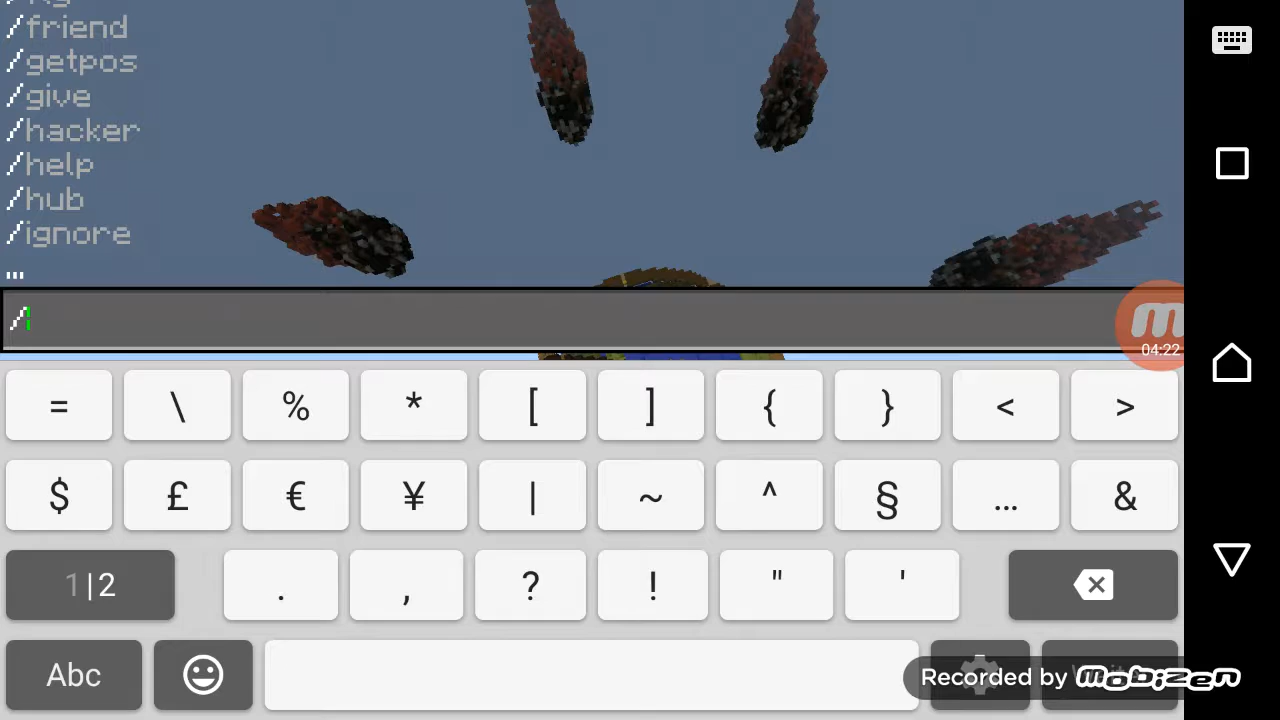 /friend
/getpos
/give
/hacker
/help
/hub
/ignore
...
/
04:22
= \ % * [ ] { } < >
$ £ € ¥ | ~ ^ § … &
1|2 . , ? ! " '
Abc
Recorded by mobizen